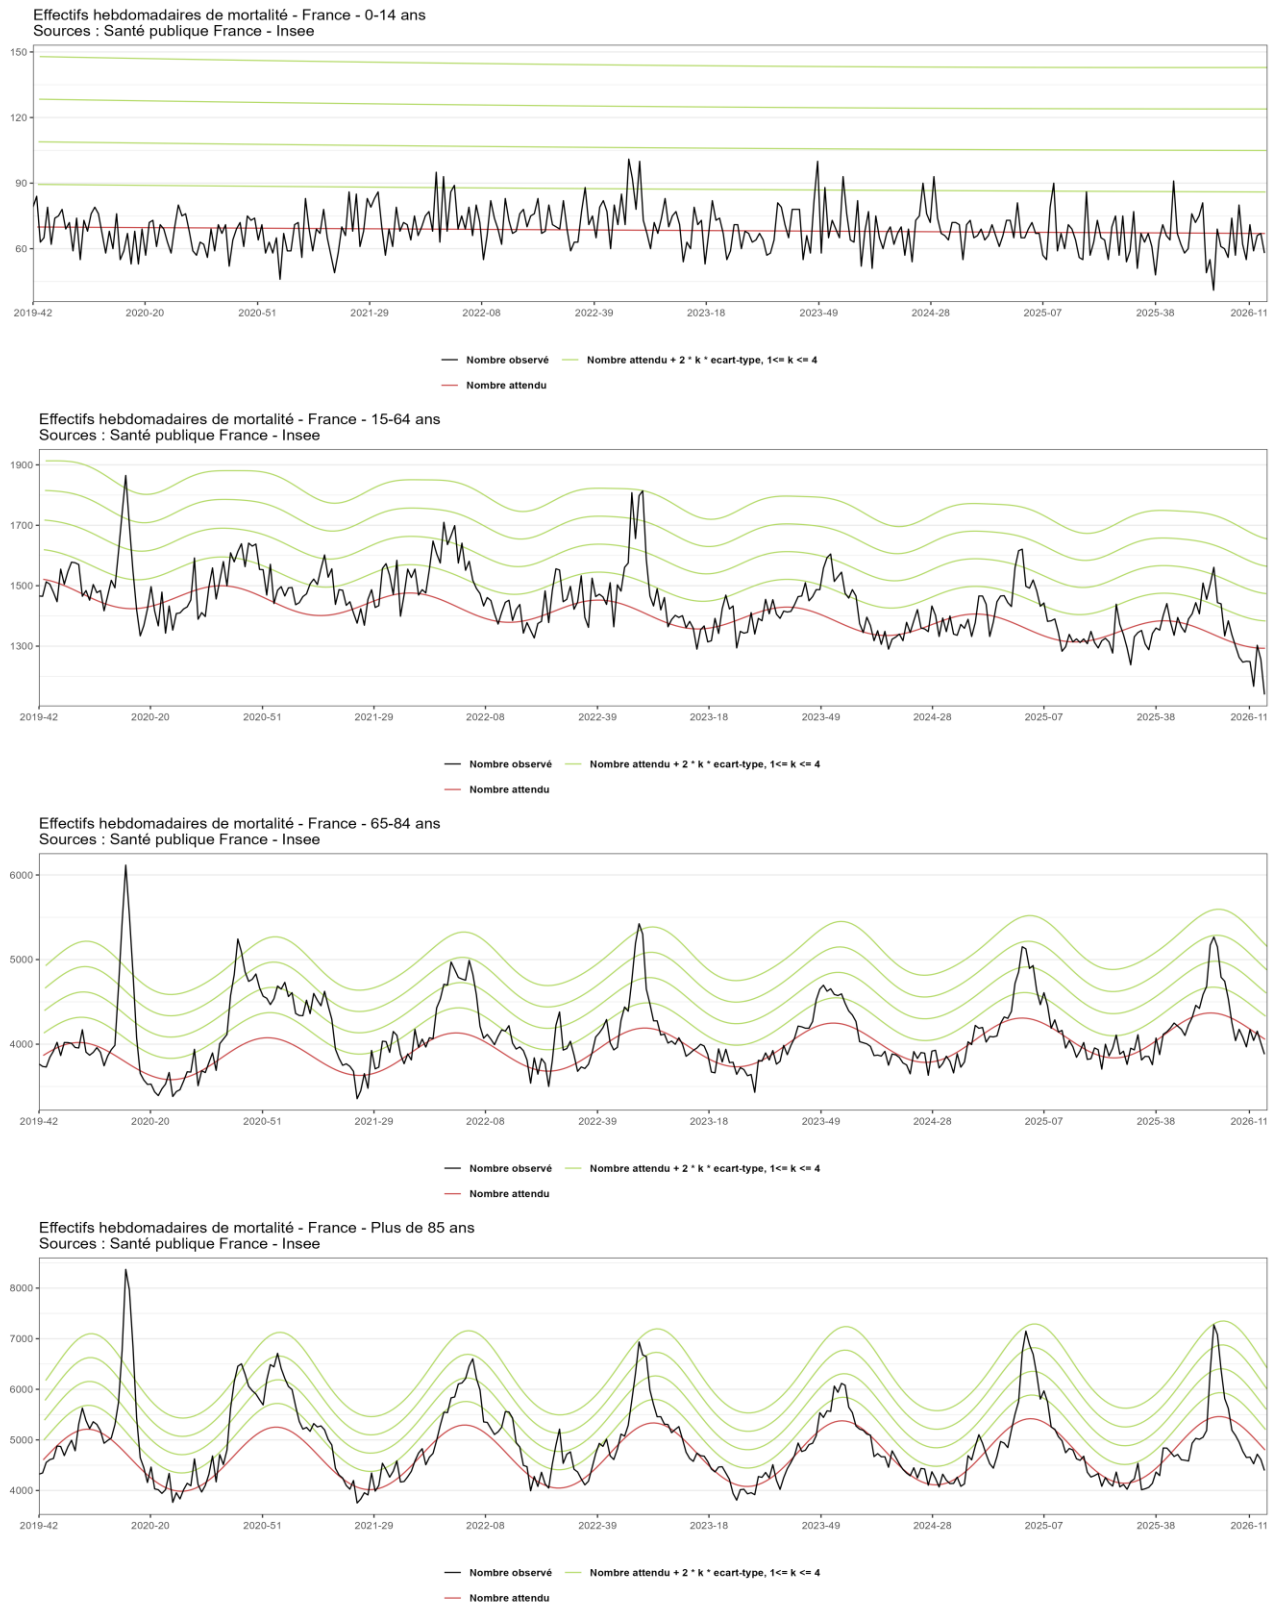 Effectifs hebdomadaires de mortalité - France - 0-14 ans
Sources : Santé publique France - Insee
150
120
90
60
2019-42 2020-20 2020-51 2021-29 2022-08 2022-39 2023-18 2023-49 2024-28 2025-07 2025-38 2026-11
Nombre observé Nombre attendu + 2 * k * ecart-type, 1<= k <= 4
Nombre attendu
Effectifs hebdomadaires de mortalité - France - 15-64 ans
Sources : Santé publique France - Insee
1900
1700
1500
1300
2019-42 2020-20 2020-51 2021-29 2022-08 2022-39 2023-18 2023-49 2024-28 2025-07 2025-38 2026-11
Nombre observé Nombre attendu + 2 * k * ecart-type, 1<= k <= 4
Nombre attendu
Effectifs hebdomadaires de mortalité - France - 65-84 ans
Sources : Santé publique France - Insee
6000
5000
4000
2019-42 2020-20 2020-51 2021-29 2022-08 2022-39 2023-18 2023-49 2024-28 2025-07 2025-38 2026-11
Nombre observé Nombre attendu + 2 * k * ecart-type, 1<= k <= 4
Nombre attendu
Effectifs hebdomadaires de mortalité - France - Plus de 85 ans
Sources : Santé publique France - Insee
8000
7000
6000
5000
4000
2019-42 2020-20 2020-51 2021-29 2022-08 2022-39 2023-18 2023-49 2024-28 2025-07 2025-38 2026-11
Nombre observé Nombre attendu + 2 * k * ecart-type, 1<= k <= 4
Nombre attendu